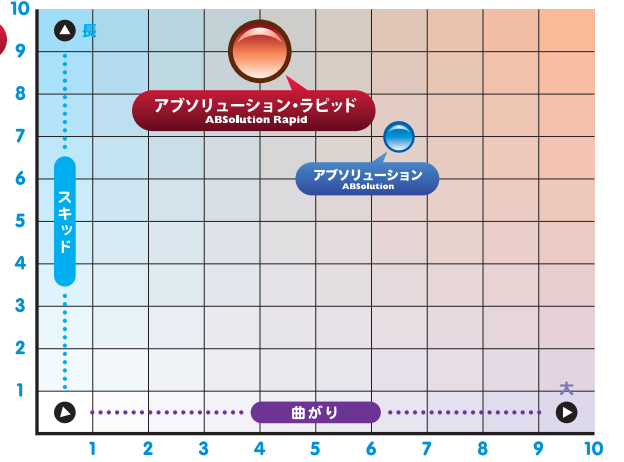 10
長
9
8
アブソリューション・ラピッド
ABSolution Rapid
7
アブソリューション
ABSolution
6
スキッド
5
4
3
2
1
大
曲がり
1 2 3 4 5 6 7 8 9 10